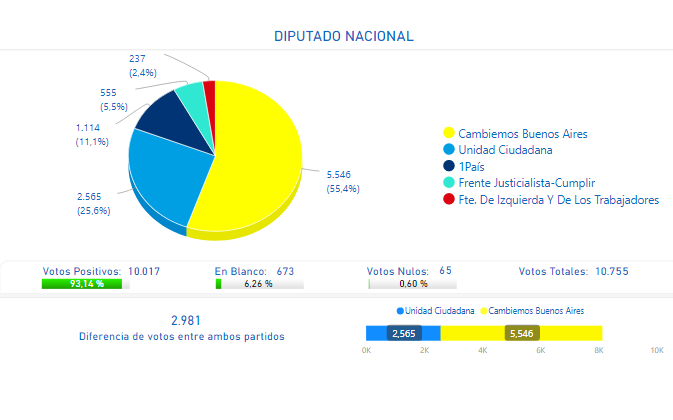 DIPUTADO NACIONAL
237
(2,4%)
555
(5,5%)
1.114
(11,1%)
2.565
(25,6%)
5.546
(55,4%)
Cambiemos Buenos Aires
Unidad Ciudadana
1País
Frente Justicialista-Cumplir
Fte. De Izquierda Y De Los Trabajadores
Votos Positivos: 10.017
93,14 %
En Blanco: 673
6,26 %
Votos Nulos: 65
0,60 %
Votos Totales: 10.755
2.981
Diferencia de votos entre ambos partidos
Unidad Ciudadana Cambiemos Buenos Aires
2,565 5,546
0K 2K 4K 6K 8K 10K